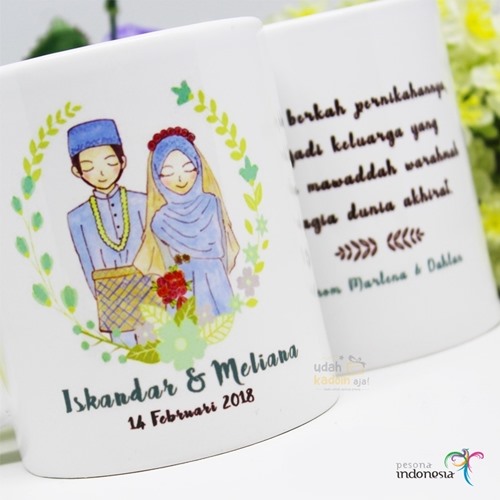 Iskandar & Meliana
14 Februari 2018
berkah pernikahannya,
jadi keluarga yang
mawaddah warahmah
dunia akhirat.
Marlena & Dahlan
udah
kadoin aja!
pesona
indonesia